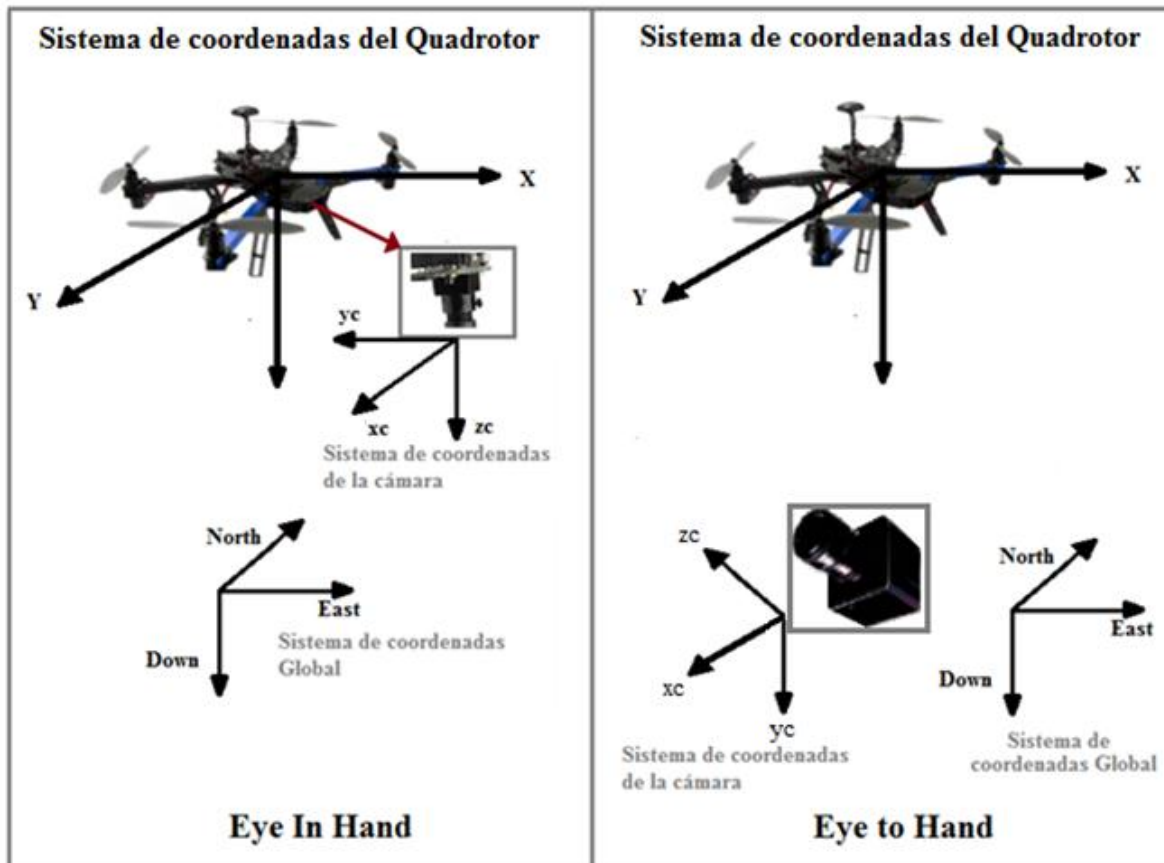 Sistema de coordenadas del Quadrotor
X
Y
yc
xc
zc
Sistema de coordenadas
de la cámara
North
East
Down
Sistema de coordenadas
Global
Eye In Hand
Sistema de coordenadas del Quadrotor
X
Y
zc
xc
yc
Sistema de coordenadas
de la cámara
North
East
Down
Sistema de
coordenadas Global
Eye to Hand